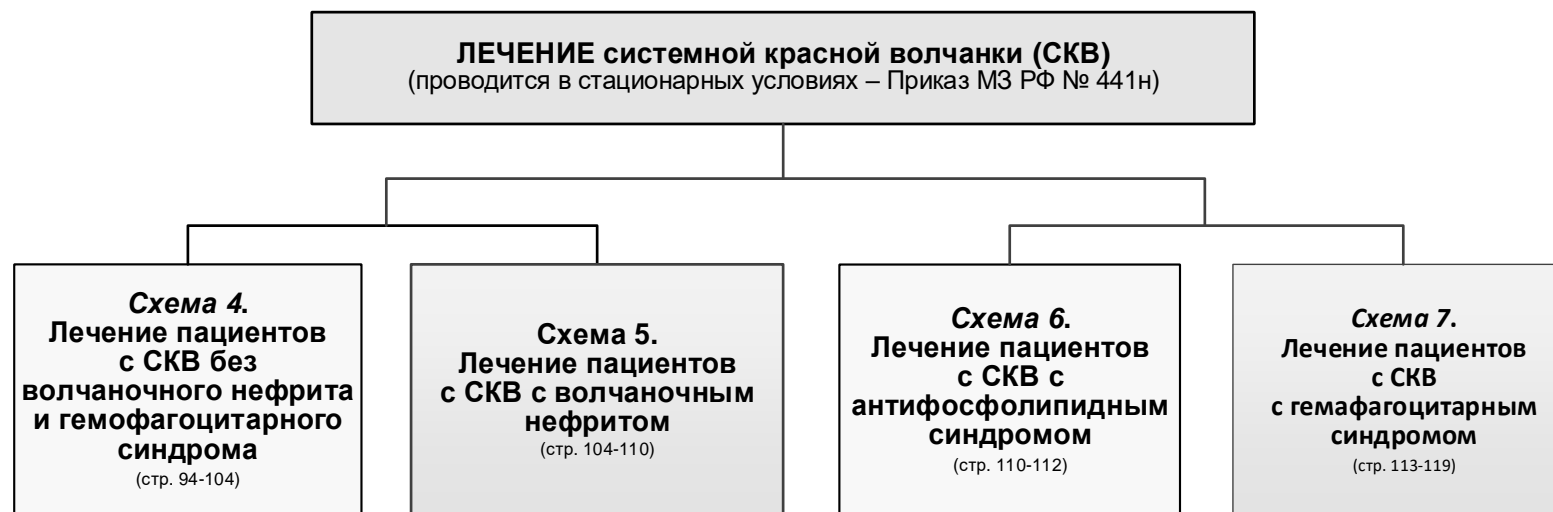 ЛЕЧЕНИЕ системной красной волчанки (СКВ)
(проводится в стационарных условиях – Приказ МЗ РФ № 441н)
Схема 4.
Лечение пациентов
с СКВ без
волчаночного нефрита
и гемофагоцитарного
синдрома
(стр. 94-104)
Схема 5.
Лечение пациентов
с СКВ с волчаночным
нефритом
(стр. 104-110)
Схема 6.
Лечение пациентов
с СКВ с
антифосфолипидным
синдромом
(стр. 110-112)
Схема 7.
Лечение пациентов
с СКВ
с гемафагоцитарным
синдромом
(стр. 113-119)